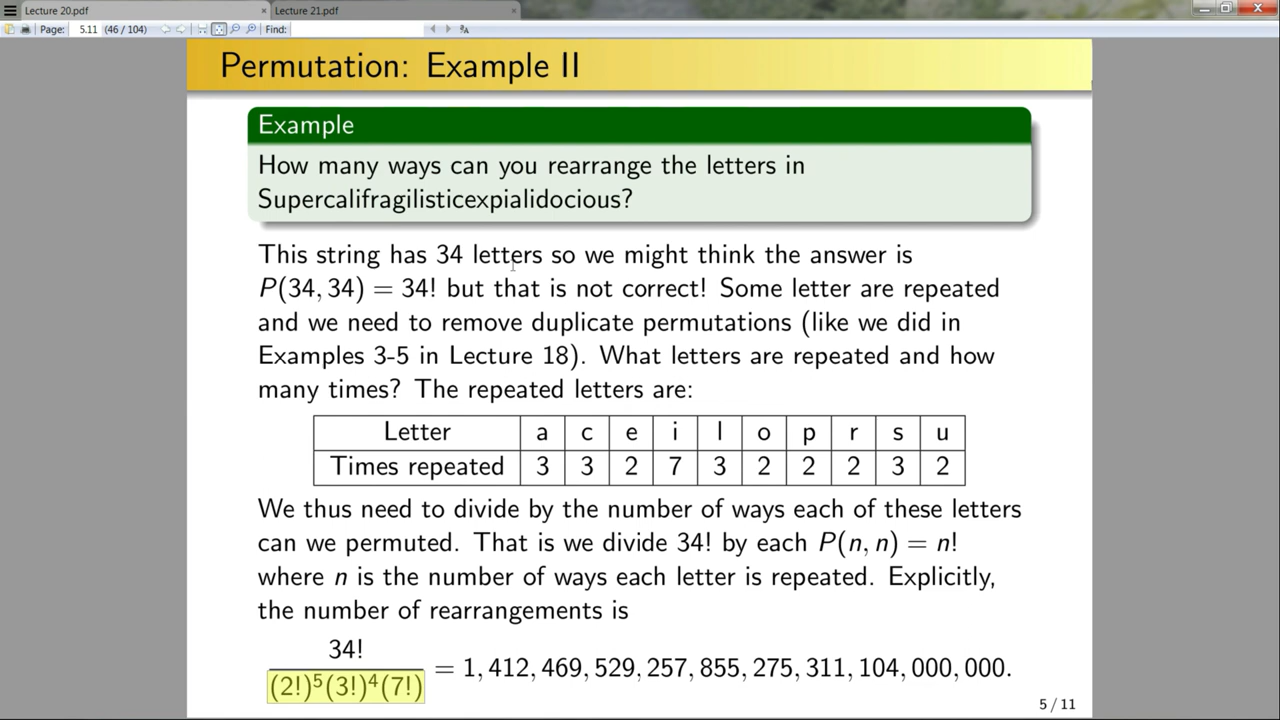 Lecture 20.pdf × Lecture 21.pdf ×
Page: 5.11 (46 / 104) Find:
Permutation: Example II
Example
How many ways can you rearrange the letters in
Supercalifragilisticexpialidocious?
This string has 34 letters so we might think the answer is
P(34, 34) = 34! but that is not correct! Some letter are repeated
and we need to remove duplicate permutations (like we did in
Examples 3-5 in Lecture 18). What letters are repeated and how
many times? The repeated letters are:
Letter a c e i l o p r s u
Times repeated 3 3 2 7 3 2 2 2 3 2
We thus need to divide by the number of ways each of these letters
can we permuted. That is we divide 34! by each P(n, n) = n!
where n is the number of ways each letter is repeated. Explicitly,
the number of rearrangements is
34!
(2!)⁵(3!)⁴(7!) = 1, 412, 469, 529, 257, 855, 275, 311, 104, 000, 000.
5 / 11